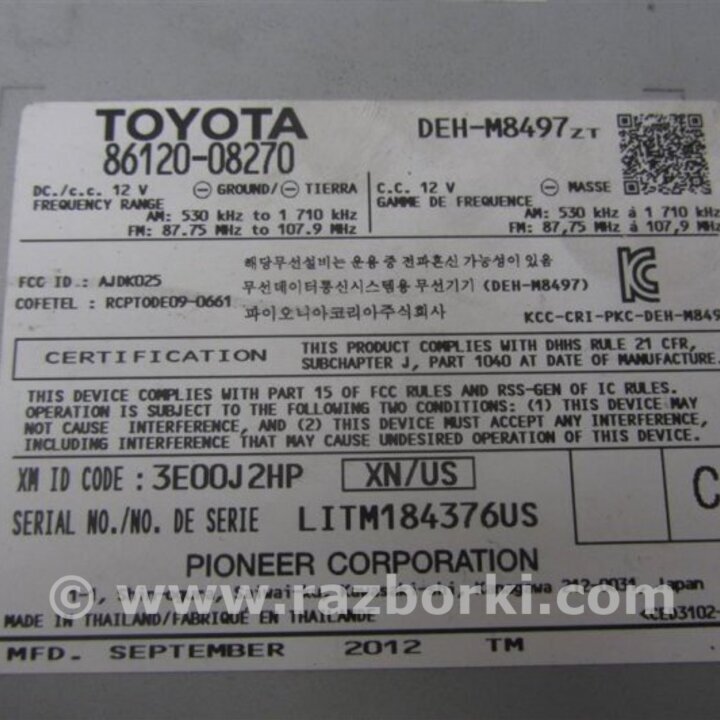 TOYOTA
86120-08270
DEH-M8497 ZT
DC./c.c. 12 V ⊖ GROUND/⊖ TIERRA
FREQUENCY RANGE
AM: 530 kHz to 1 710 kHz
FM: 87.75 MHz to 107.9 MHz
C.C. 12 V ⊖ MASSE
GAMME DE FREQUENCE
AM: 530 kHz á 1 710 kHz
FM: 87,75 MHz á 107,9 MHz
FCC ID : AJDK025
COFETEL : RCPTODE09-0661
해당무선설비는 운용 중 전파혼신 가능성이 있음
무선데이터통신시스템용 무선기기 (DEH-M8497)
파이오니아코리아주식회사
KCC-CRI-PKC-DEH-M849
CERTIFICATION
THIS PRODUCT COMPLIES WITH DHHS RULE 21 CFR,
SUBCHAPTER J, PART 1040 AT DATE OF MANUFACTURE.
THIS DEVICE COMPLIES WITH PART 15 OF FCC RULES AND RSS-GEN OF IC RULES.
OPERATION IS SUBJECT TO THE FOLLOWING TWO CONDITIONS: (1) THIS DEVICE MAY
NOT CAUSE INTERFERENCE, AND (2) THIS DEVICE MUST ACCEPT ANY INTERFERENCE,
INCLUDING INTERFERENCE THAT MAY CAUSE UNDESIRED OPERATION OF THIS DEVICE.
XM ID CODE : 3E00J2HP XN/US
C
SERIAL NO./NO. DE SERIE LITM184376US
PIONEER CORPORATION
1-1, Kanagawa 212-0031, Japan
© www.razborki.com
MADE IN THAILAND/FABRIQUÉ EN THAILANDE
<CED3102-
MFD. SEPTEMBER 2012 TM